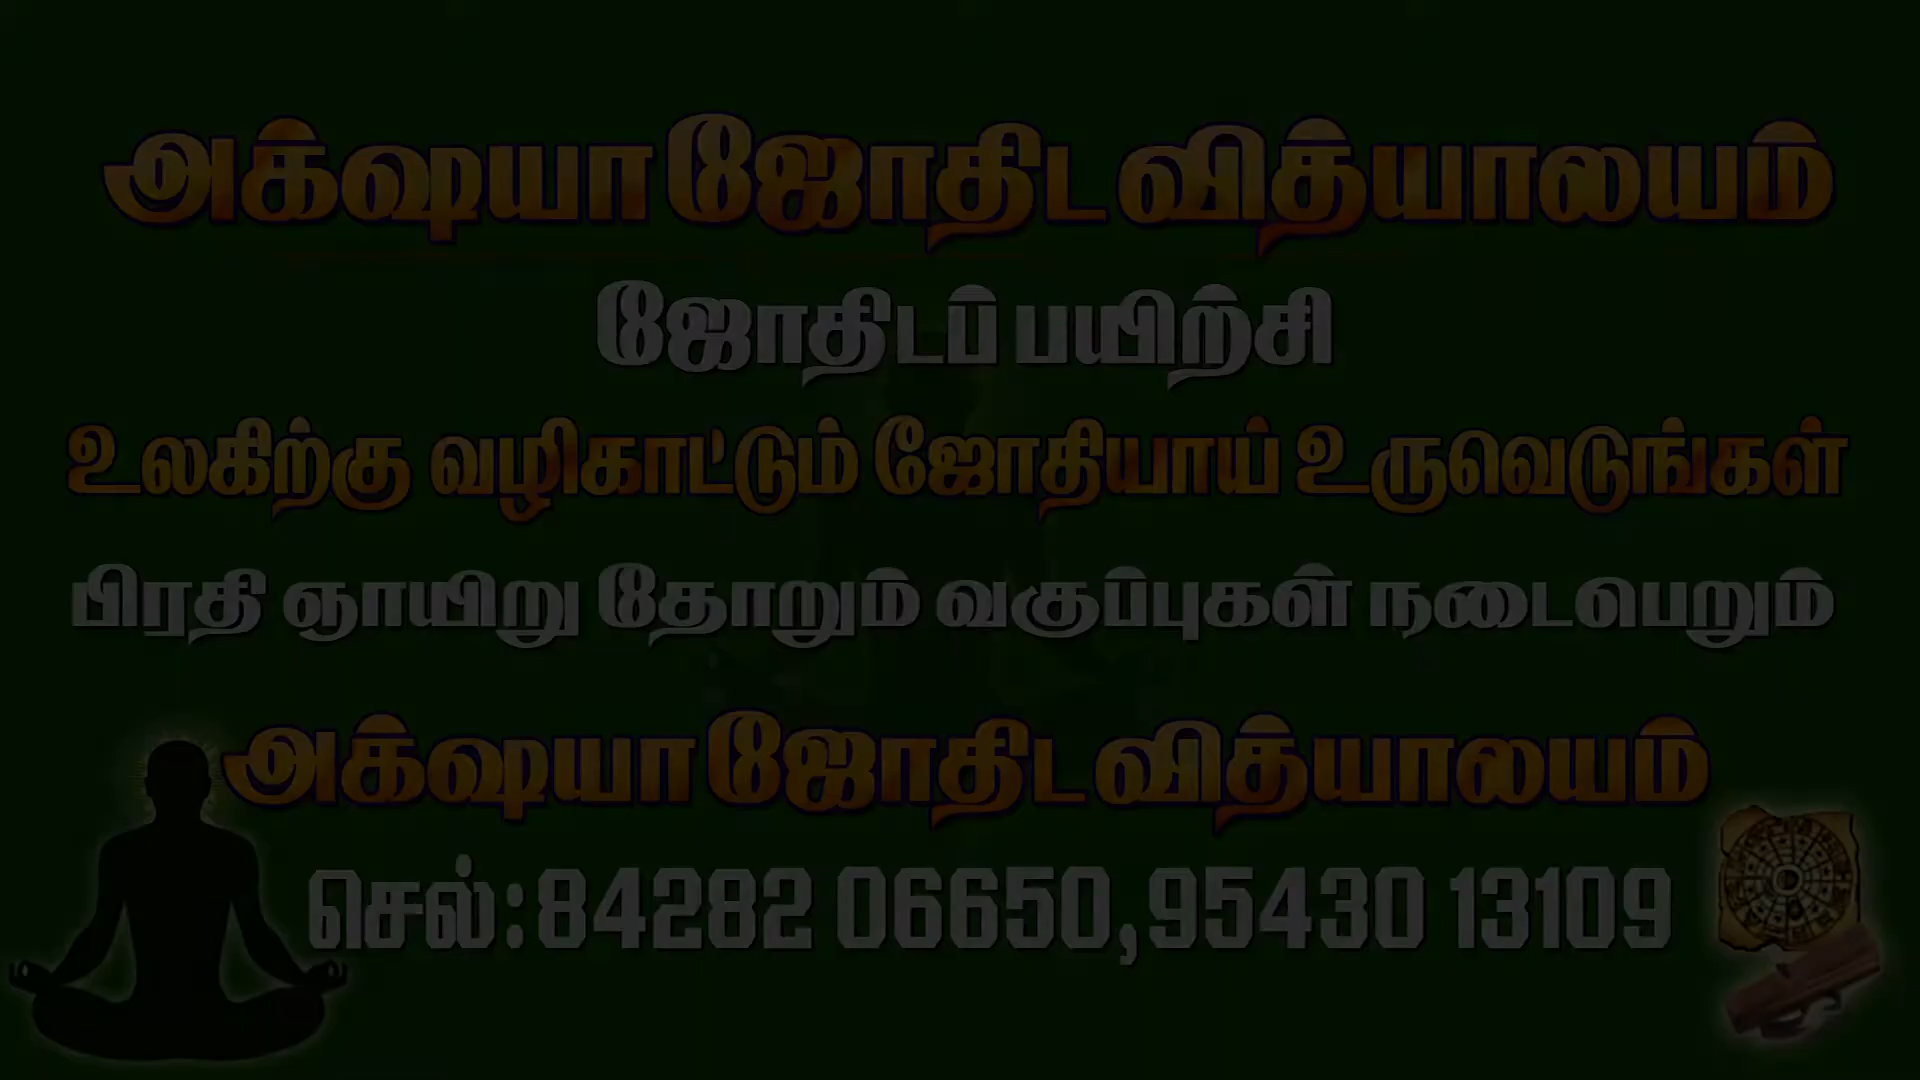 அக்ஷயா ஜோதிட வித்யாலயம்
ஜோதிடப் பயிற்சி
உலகிற்கு வழிகாட்டும் ஜோதியாய் உருவெடுங்கள்
பிரதி ஞாயிறு தோறும் வகுப்புகள் நடைபெறும்
அக்ஷயா ஜோதிட வித்யாலயம்
செல்:84282 06650,95430 13109